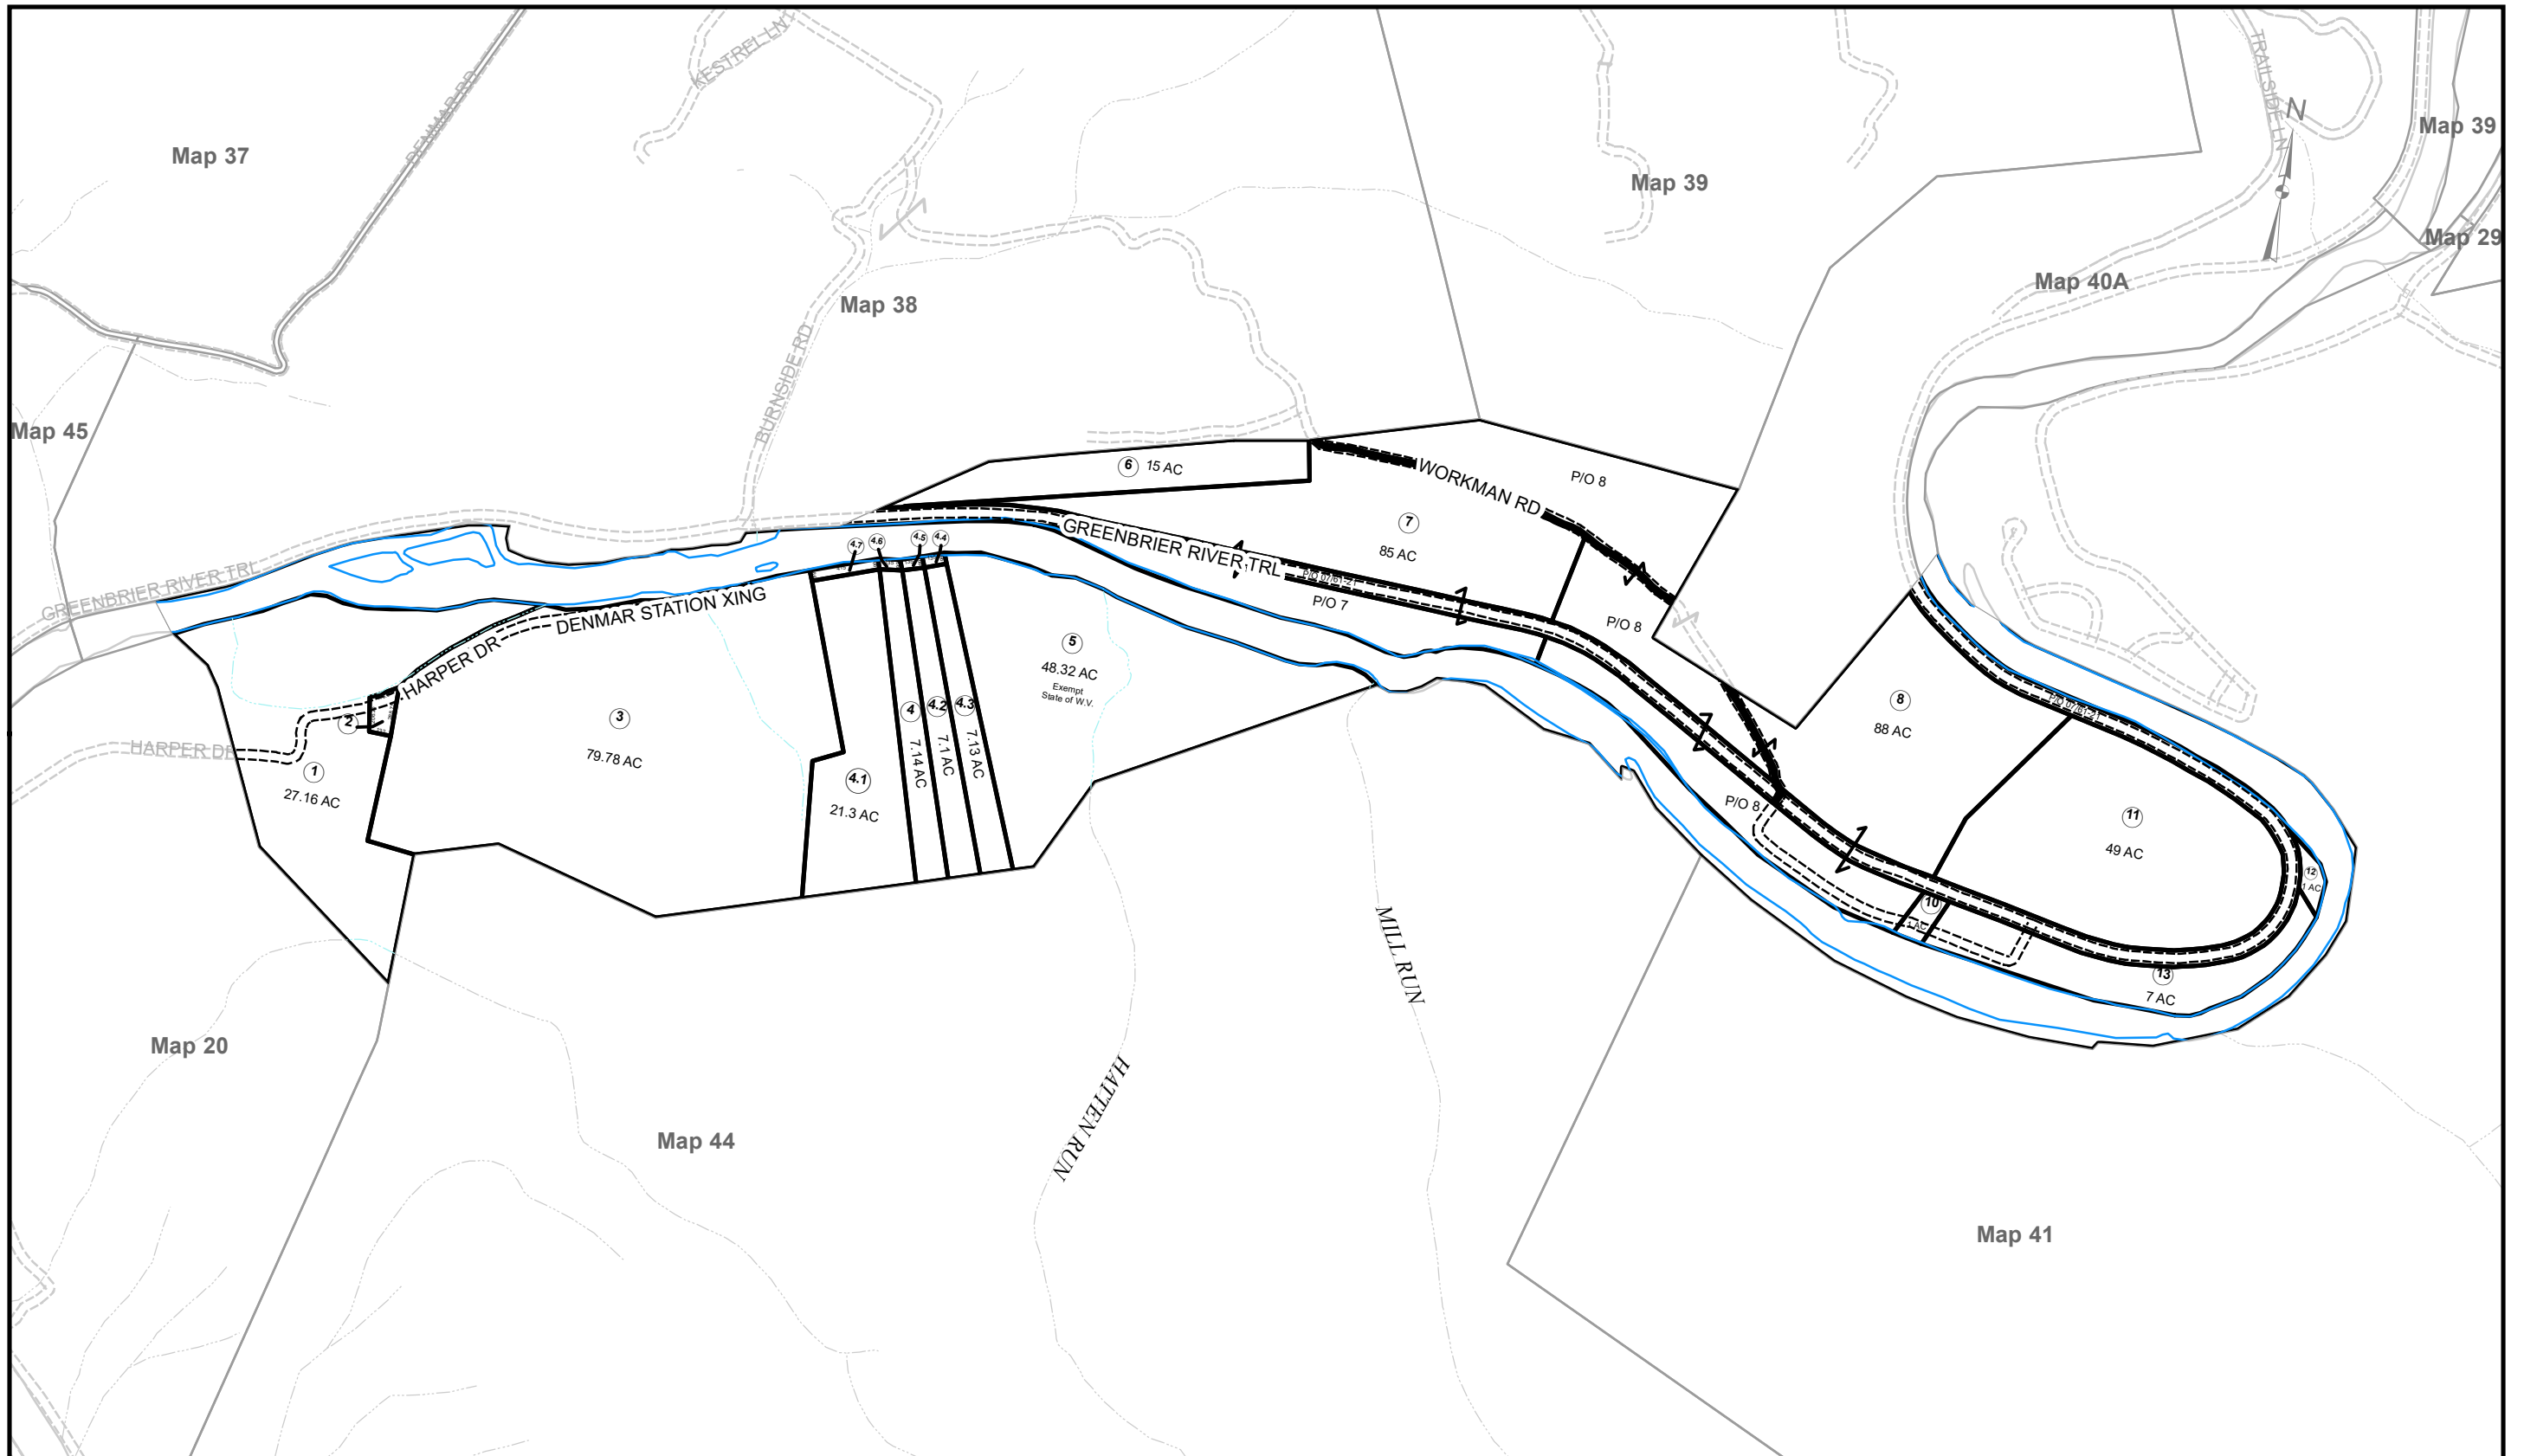 KESTREL LN
TRAILSIDE LN
DENMAR RD
N
Map 39
Map 37
Map 39
Map 29
Map 40A
Map 38
BURNSIDE RD
Map 45
6 15 AC
WORKMAN RD
P/O 8
7
85 AC
GREENBRIER RIVER TRL
4.7
4.6
4.5
4.4
P/O 7
GREENBRIER RIVER TRL
DENMAR STATION XING
P/O 8
5
48.32 AC
Exempt
State of W.V.
HARPER DR
2
3
79.78 AC
4
7.14 AC
4.2
7.1 AC
4.3
7.13 AC
8
88 AC
HARPER DR
1
27.16 AC
4.1
21.3 AC
P/O 8
11
49 AC
12
1 AC
10
1 AC
13
7 AC
MILL RUN
Map 20
HATTEN RUN
Map 44
Map 41